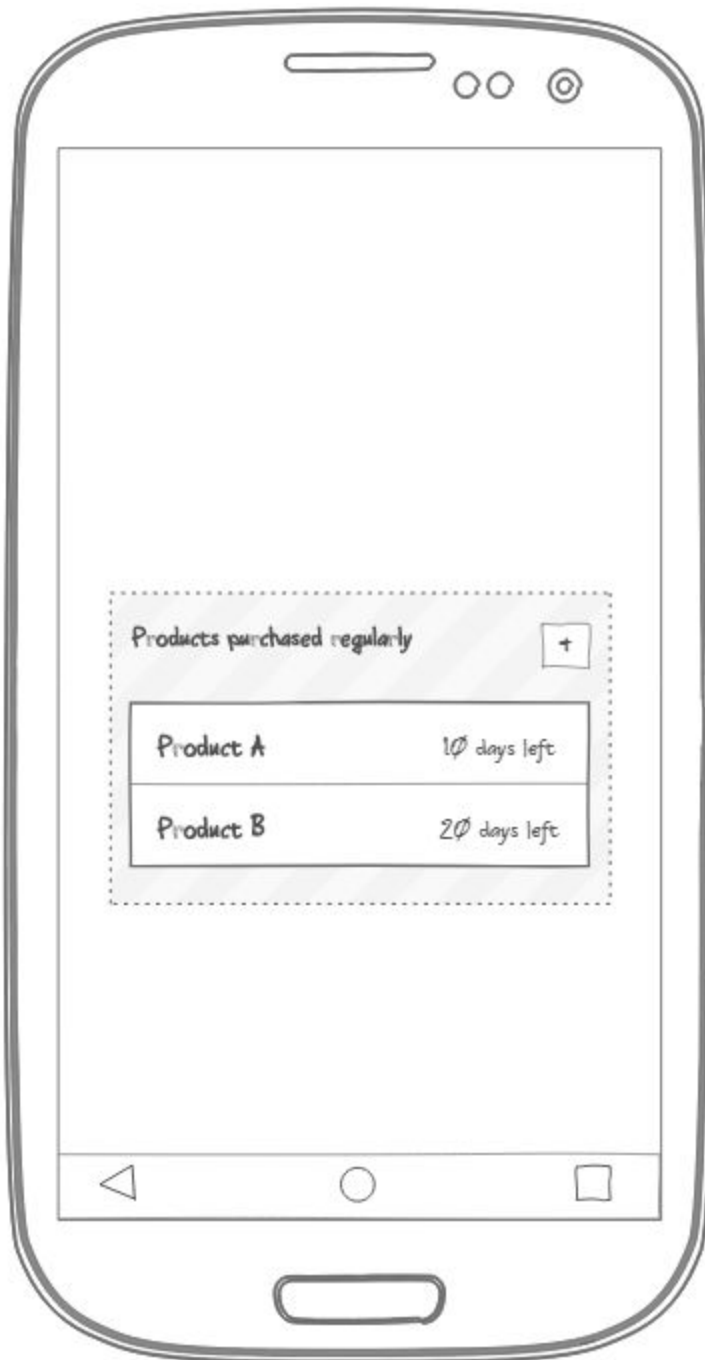 Products purchased regularly
+
Product A 10 days left
Product B 20 days left